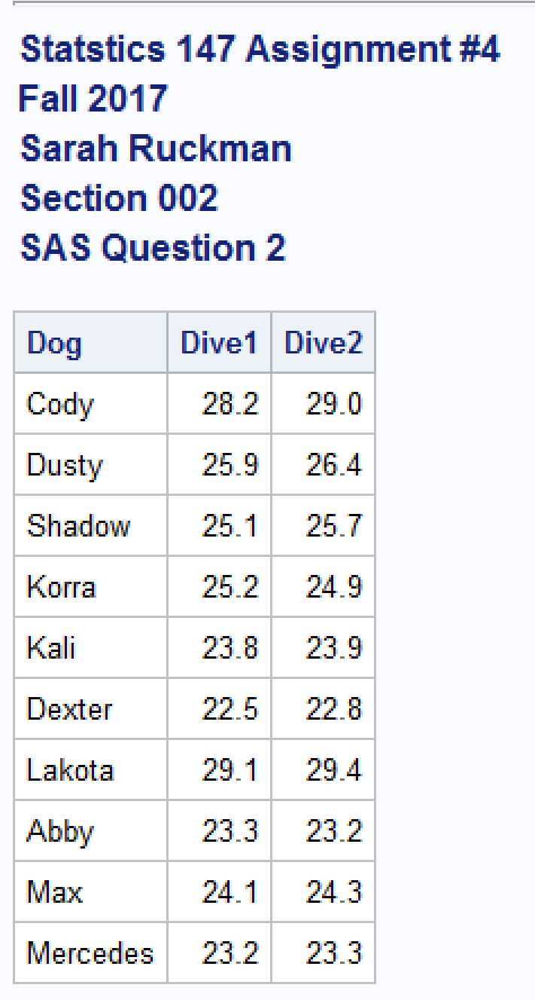 Statstics 147 Assignment #4
Fall 2017
Sarah Ruckman
Section 002
SAS Question 2
Dog Dive1 Dive2
Cody 28.2 29.0
Dusty 25.9 26.4
Shadow 25.1 25.7
Korra 25.2 24.9
Kali 23.8 23.9
Dexter 22.5 22.8
Lakota 29.1 29.4
Abby 23.3 23.2
Max 24.1 24.3
Mercedes 23.2 23.3